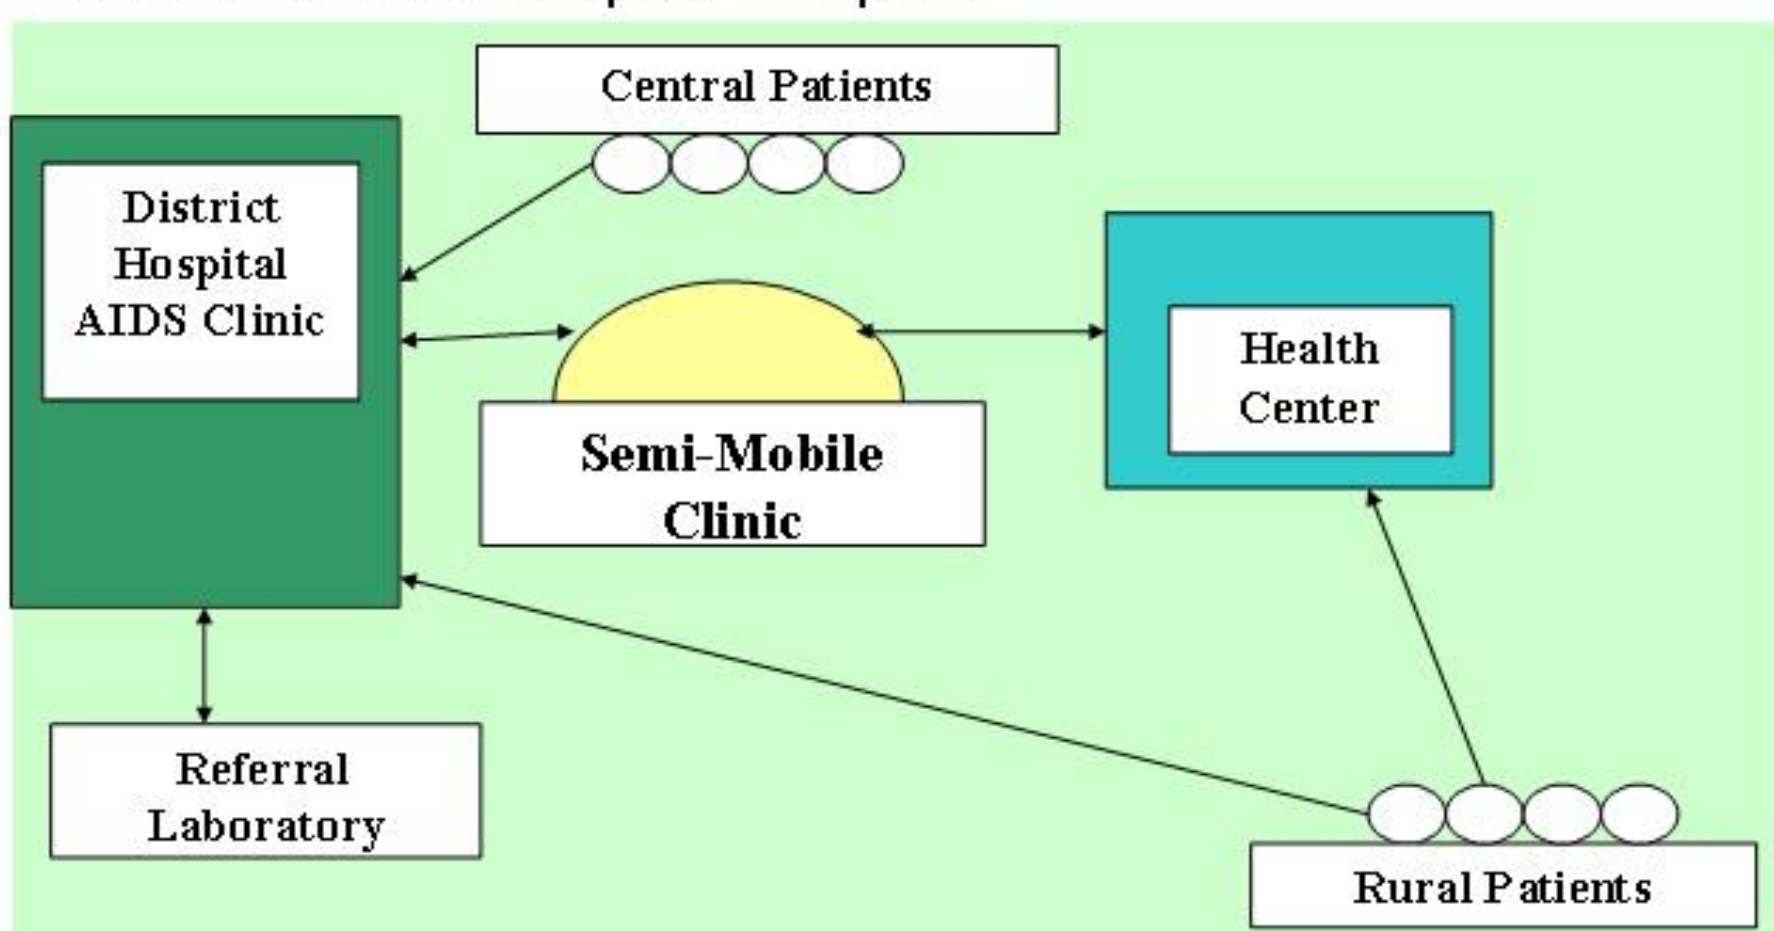 Central Patients
District
Hospital
AIDS Clinic
Health
Center
Semi-Mobile
Clinic
Referral
Laboratory
Rural Patients